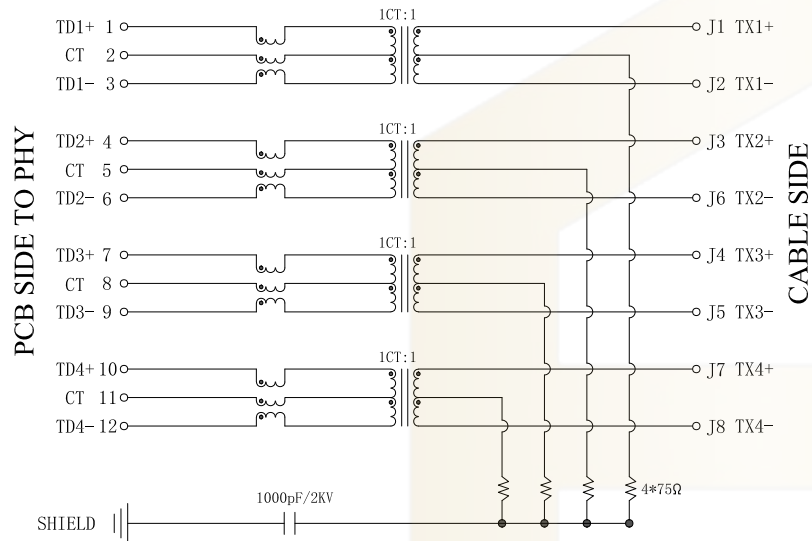 1CT:1
TD1+ 1 J1 TX1+
CT 2
TD1- 3 J2 TX1-
1CT:1
TD2+ 4 J3 TX2+
CT 5
TD2- 6 J6 TX2-
1CT:1
TD3+ 7 J4 TX3+
CT 8
TD3- 9 J5 TX3-
1CT:1
TD4+ 10 J7 TX4+
CT 11
TD4- 12 J8 TX4-
PCB SIDE TO PHY
CABLE SIDE
4*75Ω
1000pF/2KV
SHIELD